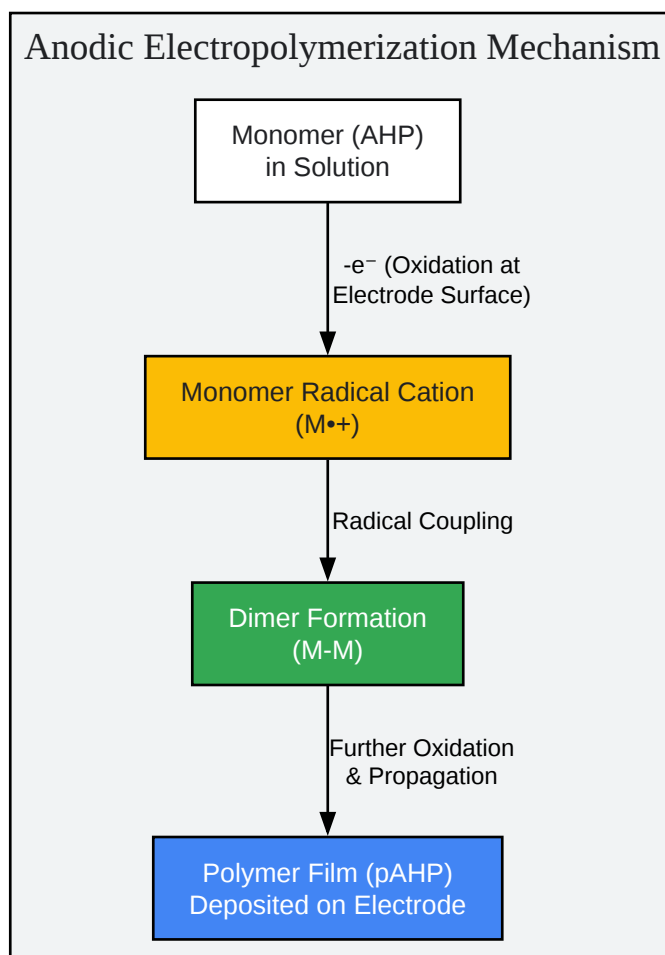 Anodic Electropolymerization Mechanism
Monomer (AHP)
in Solution
-e⁻ (Oxidation at
Electrode Surface)
Monomer Radical Cation
(M•+)
Radical Coupling
Dimer Formation
(M-M)
Further Oxidation
& Propagation
Polymer Film (pAHP)
Deposited on Electrode